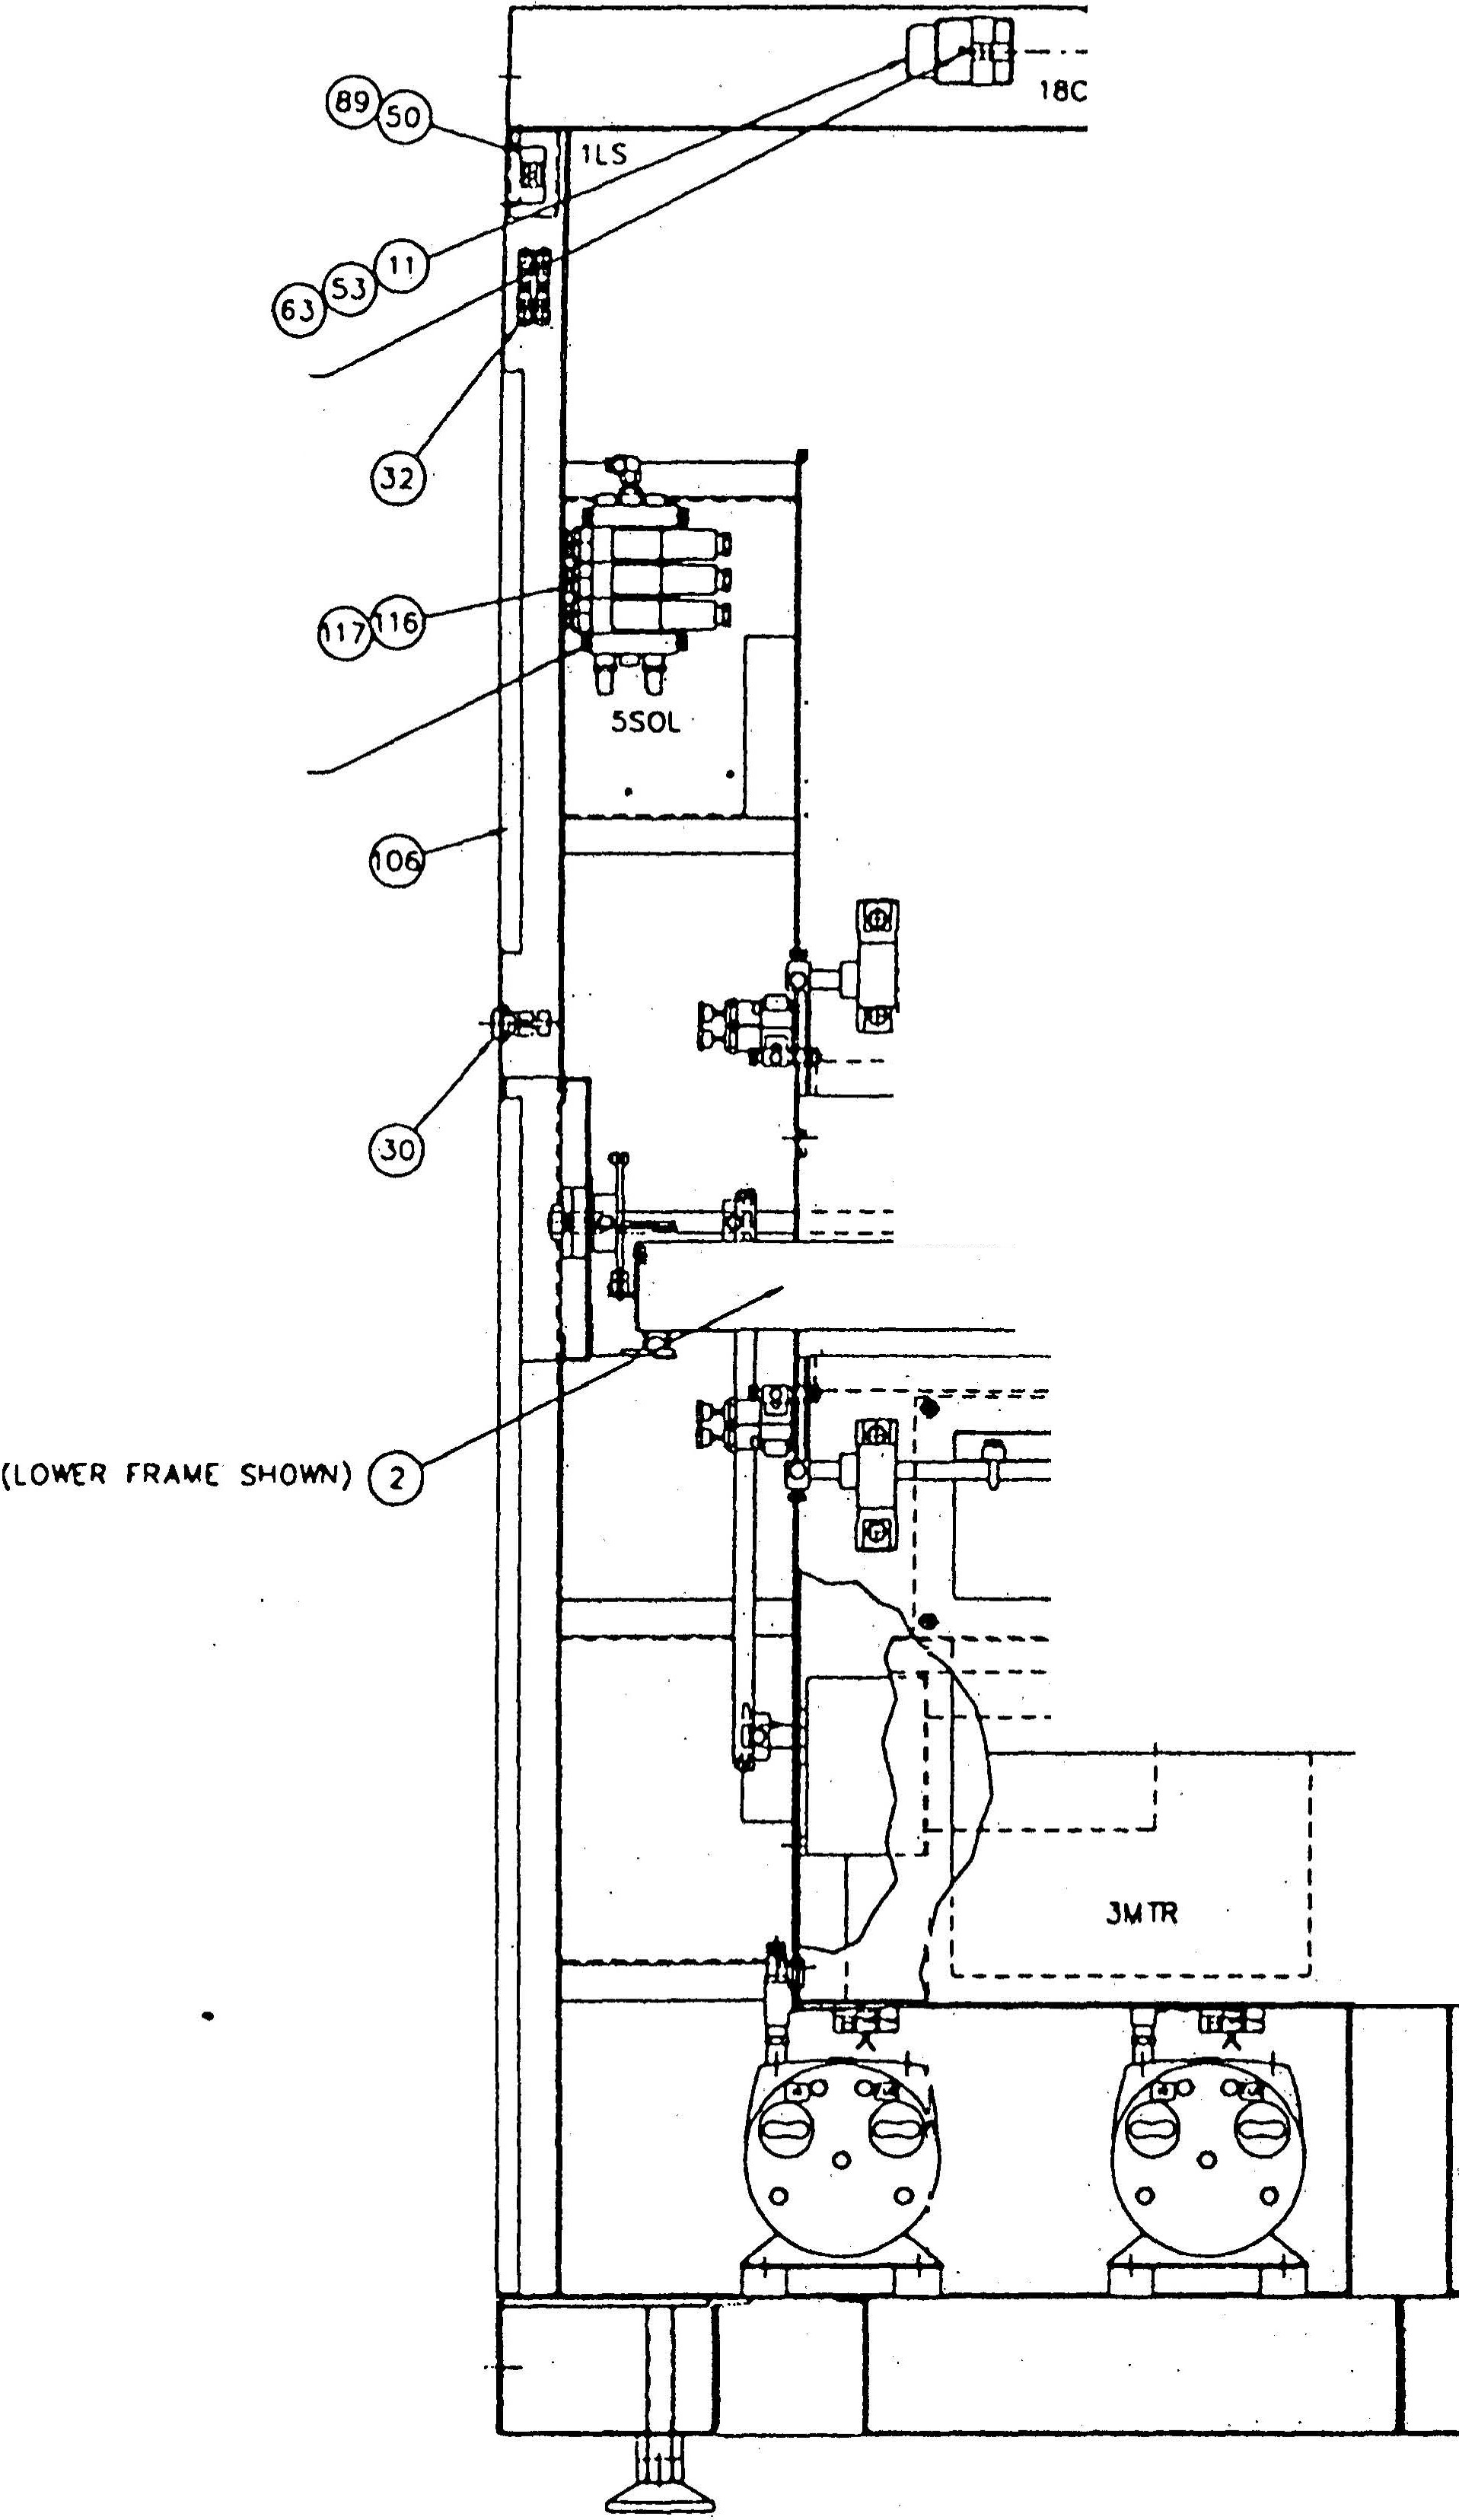 18C
89 50
1LS
63 53 11
32
117 116
5SOL
106
30
(LOWER FRAME SHOWN) 2
3MTR